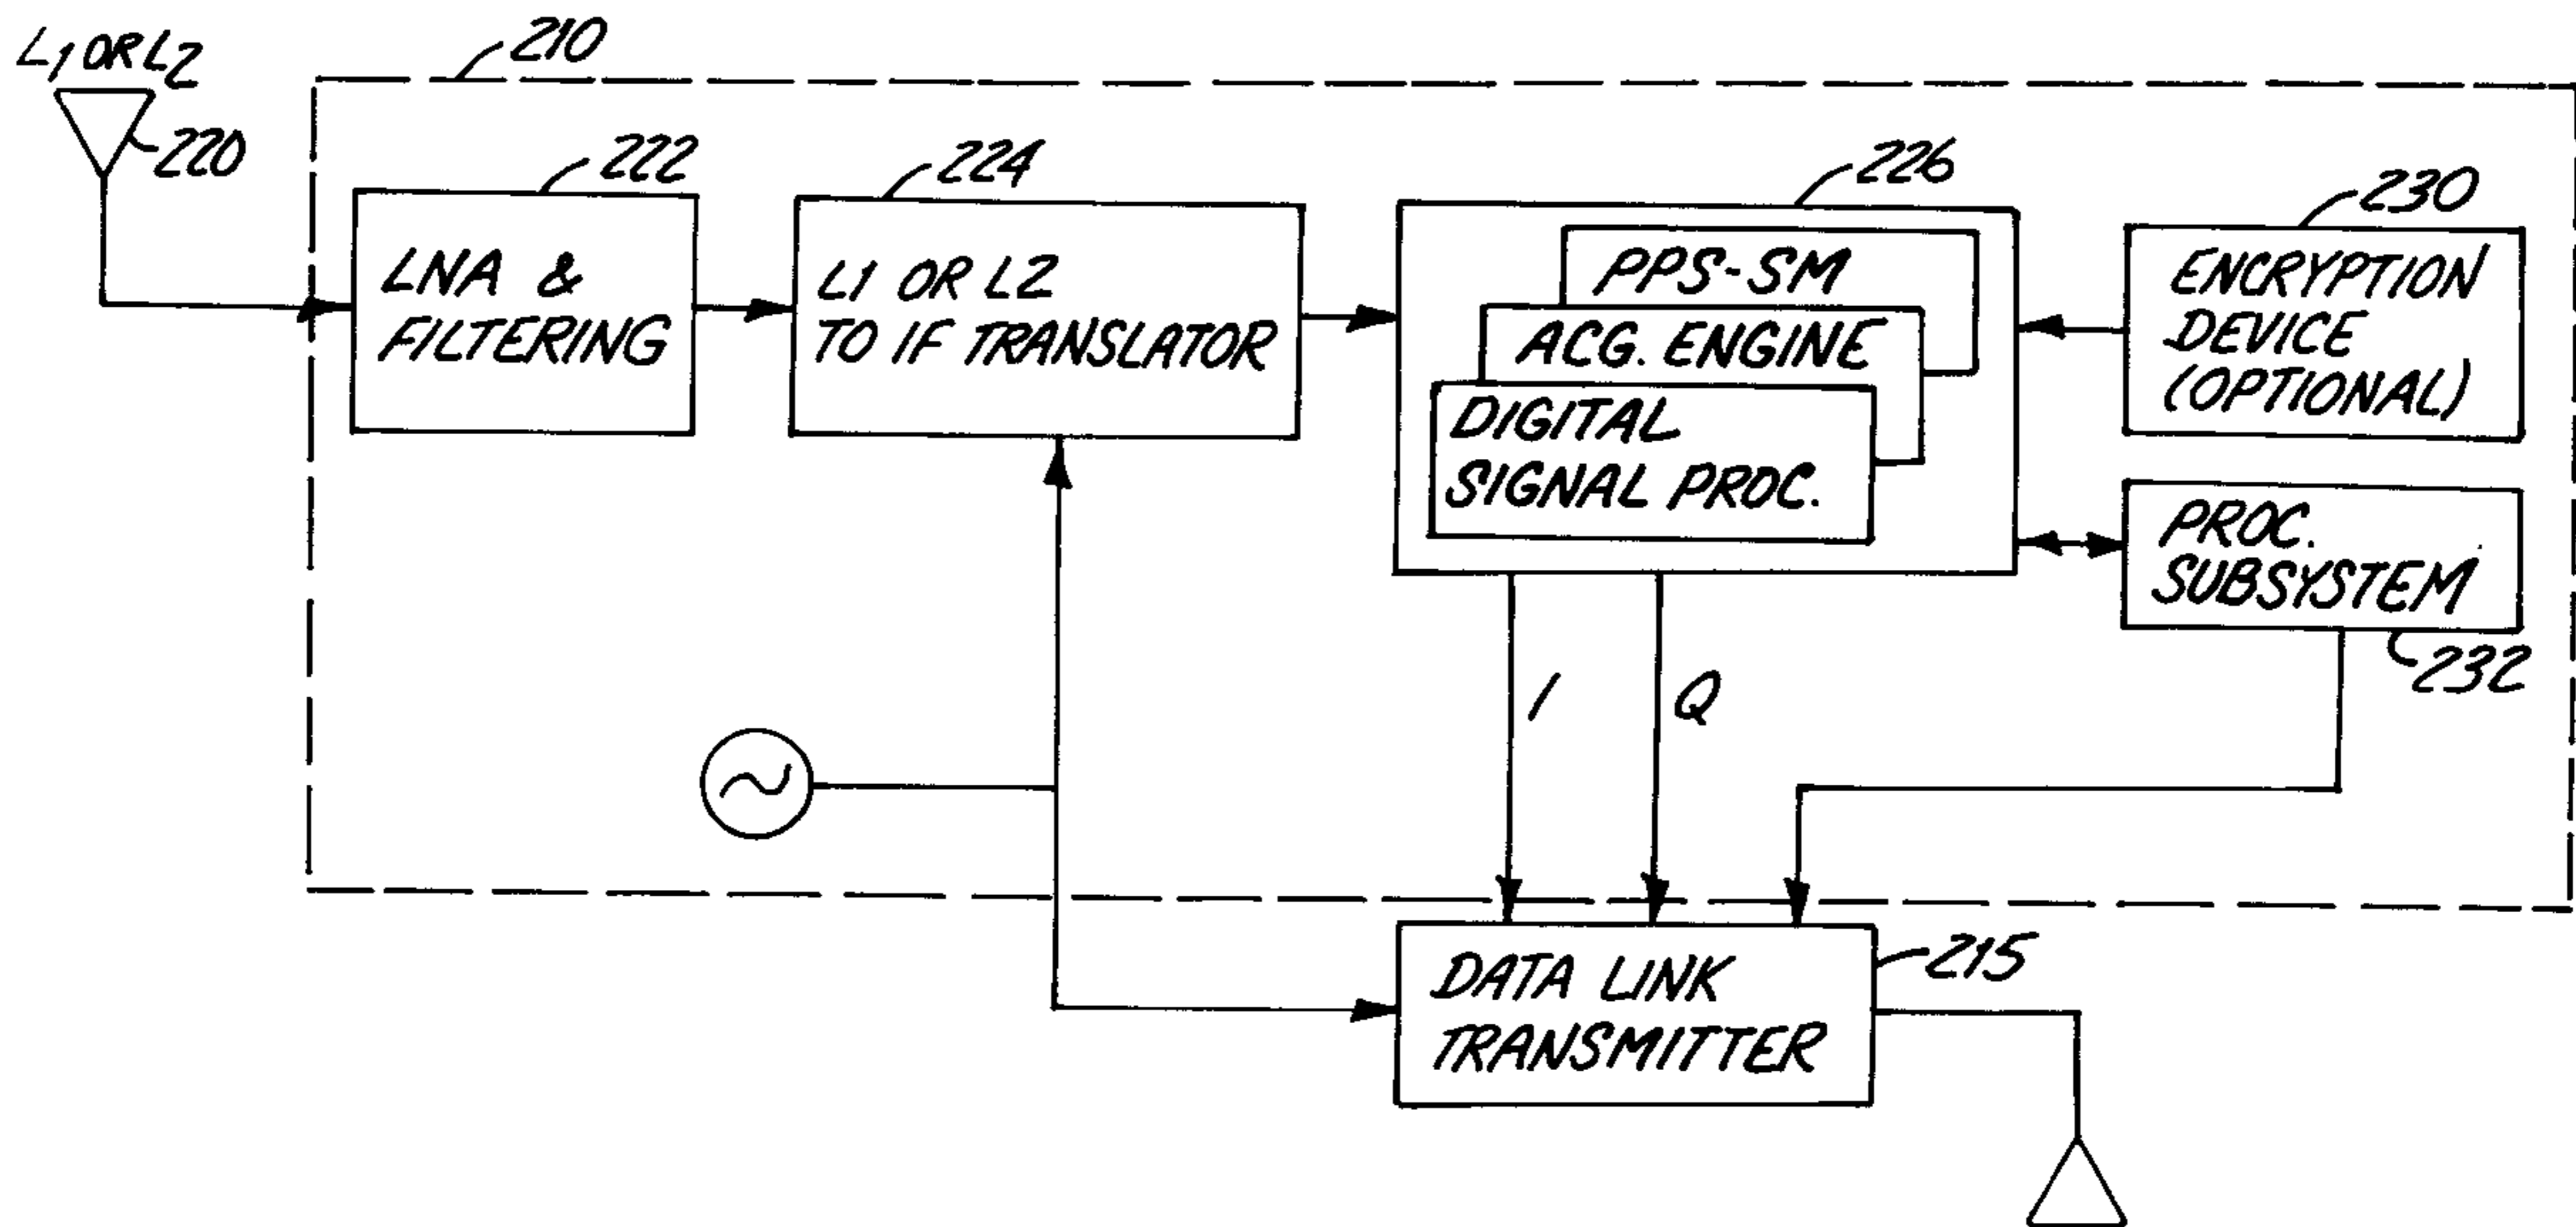 L1 OR L2
210
220
222
224
226
230
LNA &
FILTERING
L1 OR L2
TO IF TRANSLATOR
PPS-SM
ACG. ENGINE
DIGITAL
SIGNAL PROC.
ENCRYPTION
DEVICE
(OPTIONAL)
PROC.
SUBSYSTEM
232
I
Q
215
DATA LINK
TRANSMITTER